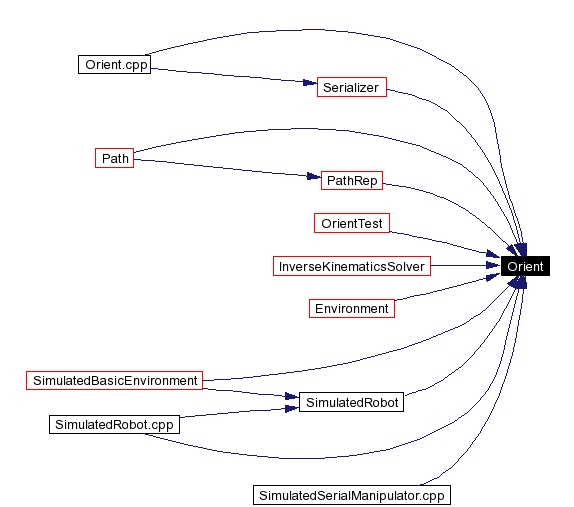 Orient.cpp
Serializer
Path
PathRep
OrientTest
InverseKinematicsSolver
Orient
Environment
SimulatedBasicEnvironment
SimulatedRobot
SimulatedRobot.cpp
SimulatedSerialManipulator.cpp